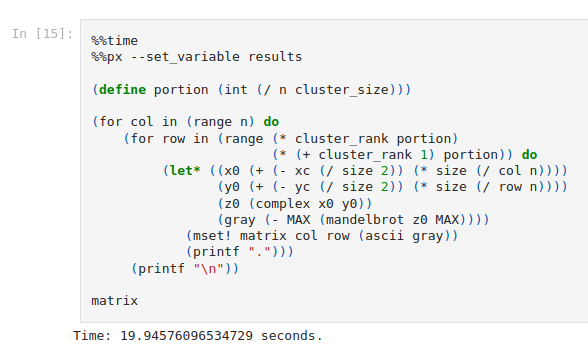 In [15]:
%%time
%%px --set_variable results

(define portion (int (/ n cluster_size)))

(for col in (range n) do
    (for row in (range (* cluster_rank portion)
                       (* (+ cluster_rank 1) portion)) do
         (let* ((x0 (+ (- xc (/ size 2)) (* size (/ col n))))
                (y0 (+ (- yc (/ size 2)) (* size (/ row n))))
                (z0 (complex x0 y0))
                (gray (- MAX (mandelbrot z0 MAX))))
            (mset! matrix col row (ascii gray))
            (printf ".")))
     (printf "\n"))

matrix
Time: 19.94576096534729 seconds.